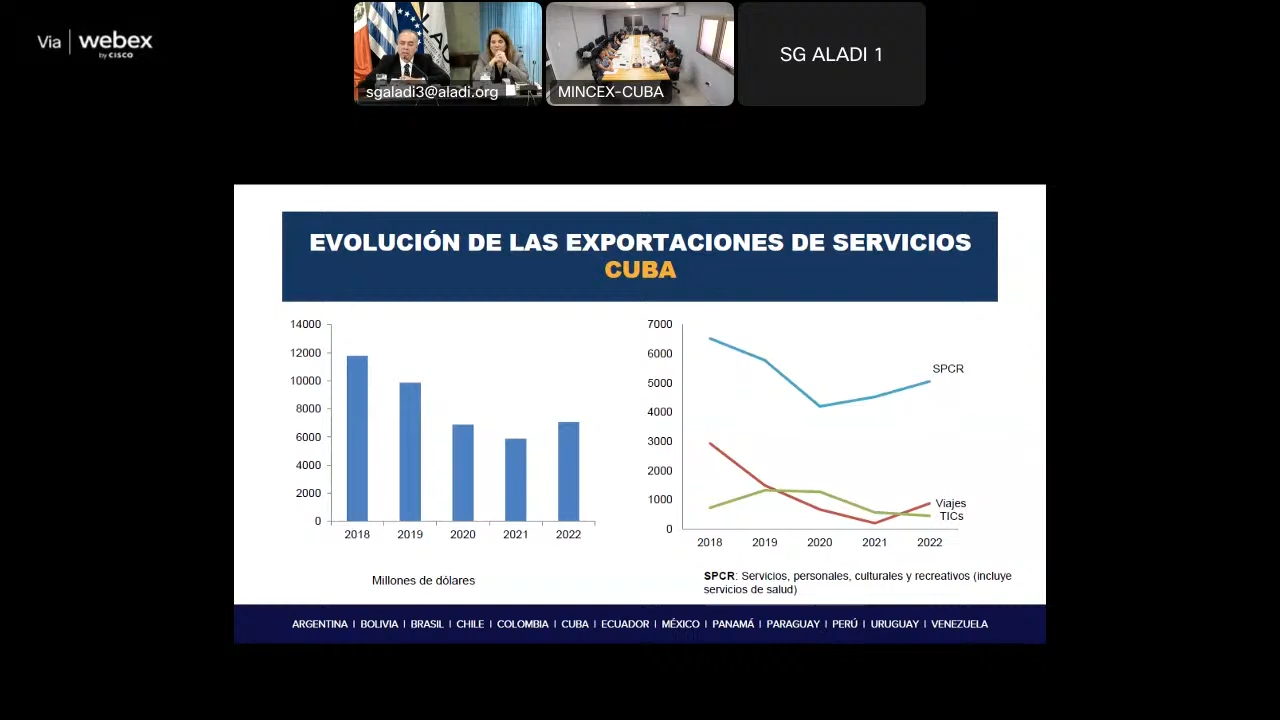 Via | webex
by CISCO
sgaladi3@aladi.org
MINCEX-CUBA
SG ALADI 1
EVOLUCIÓN DE LAS EXPORTACIONES DE SERVICIOS
CUBA
14000
12000
10000
8000
6000
4000
2000
0
2018 2019 2020 2021 2022
Millones de dólares
7000
6000
5000
4000
3000
2000
1000
0
SPCR
Viajes
TICs
2018 2019 2020 2021 2022
SPCR: Servicios, personales, culturales y recreativos (incluye
servicios de salud)
ARGENTINA | BOLIVIA | BRASIL | CHILE | COLOMBIA | CUBA | ECUADOR | MÉXICO | PANAMÁ | PARAGUAY | PERÚ | URUGUAY | VENEZUELA